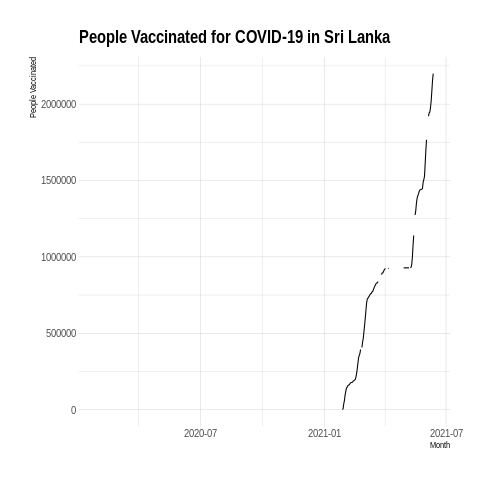 People Vaccinated for COVID-19 in Sri Lanka
People Vaccinated
2000000
1500000
1000000
500000
0
2020-07
2021-01
2021-07
Month